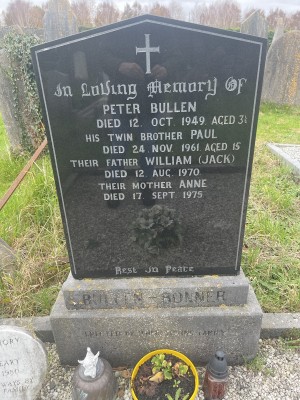 In Loving Memory Of
PETER BULLEN
DIED 12 OCT 1949 AGED 3½
HIS TWIN BROTHER PAUL
DIED 24 NOV 1961 AGED 15
THEIR FATHER WILLIAM (JACK)
DIED 12 AUG 1970
THEIR MOTHER ANNE
DIED 17 SEPT 1975
Rest In Peace
BULLEN-BONNER